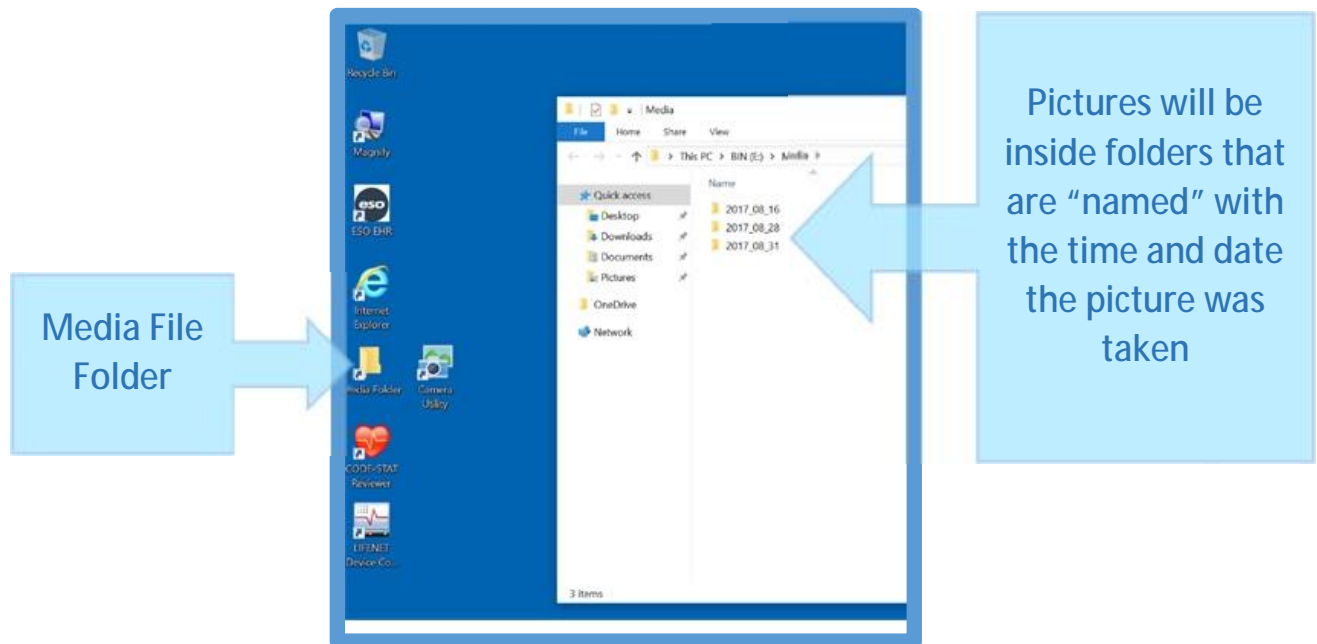 Recycle Bin
Magnify
eso
ESO EHR
Internet
Explorer
Media Folder
Camera
Utility
CODE-STAT
Reviewer
LIFENET
Device Co...
Media
File Home Share View
This PC > BIN (E:) > Media >
Name
Quick access
Desktop
Downloads
Documents
Pictures
OneDrive
Network
2017_08_16
2017_08_28
2017_08_31
3 items
Media File
Folder
Pictures will be
inside folders that
are “named” with
the time and date
the picture was
taken